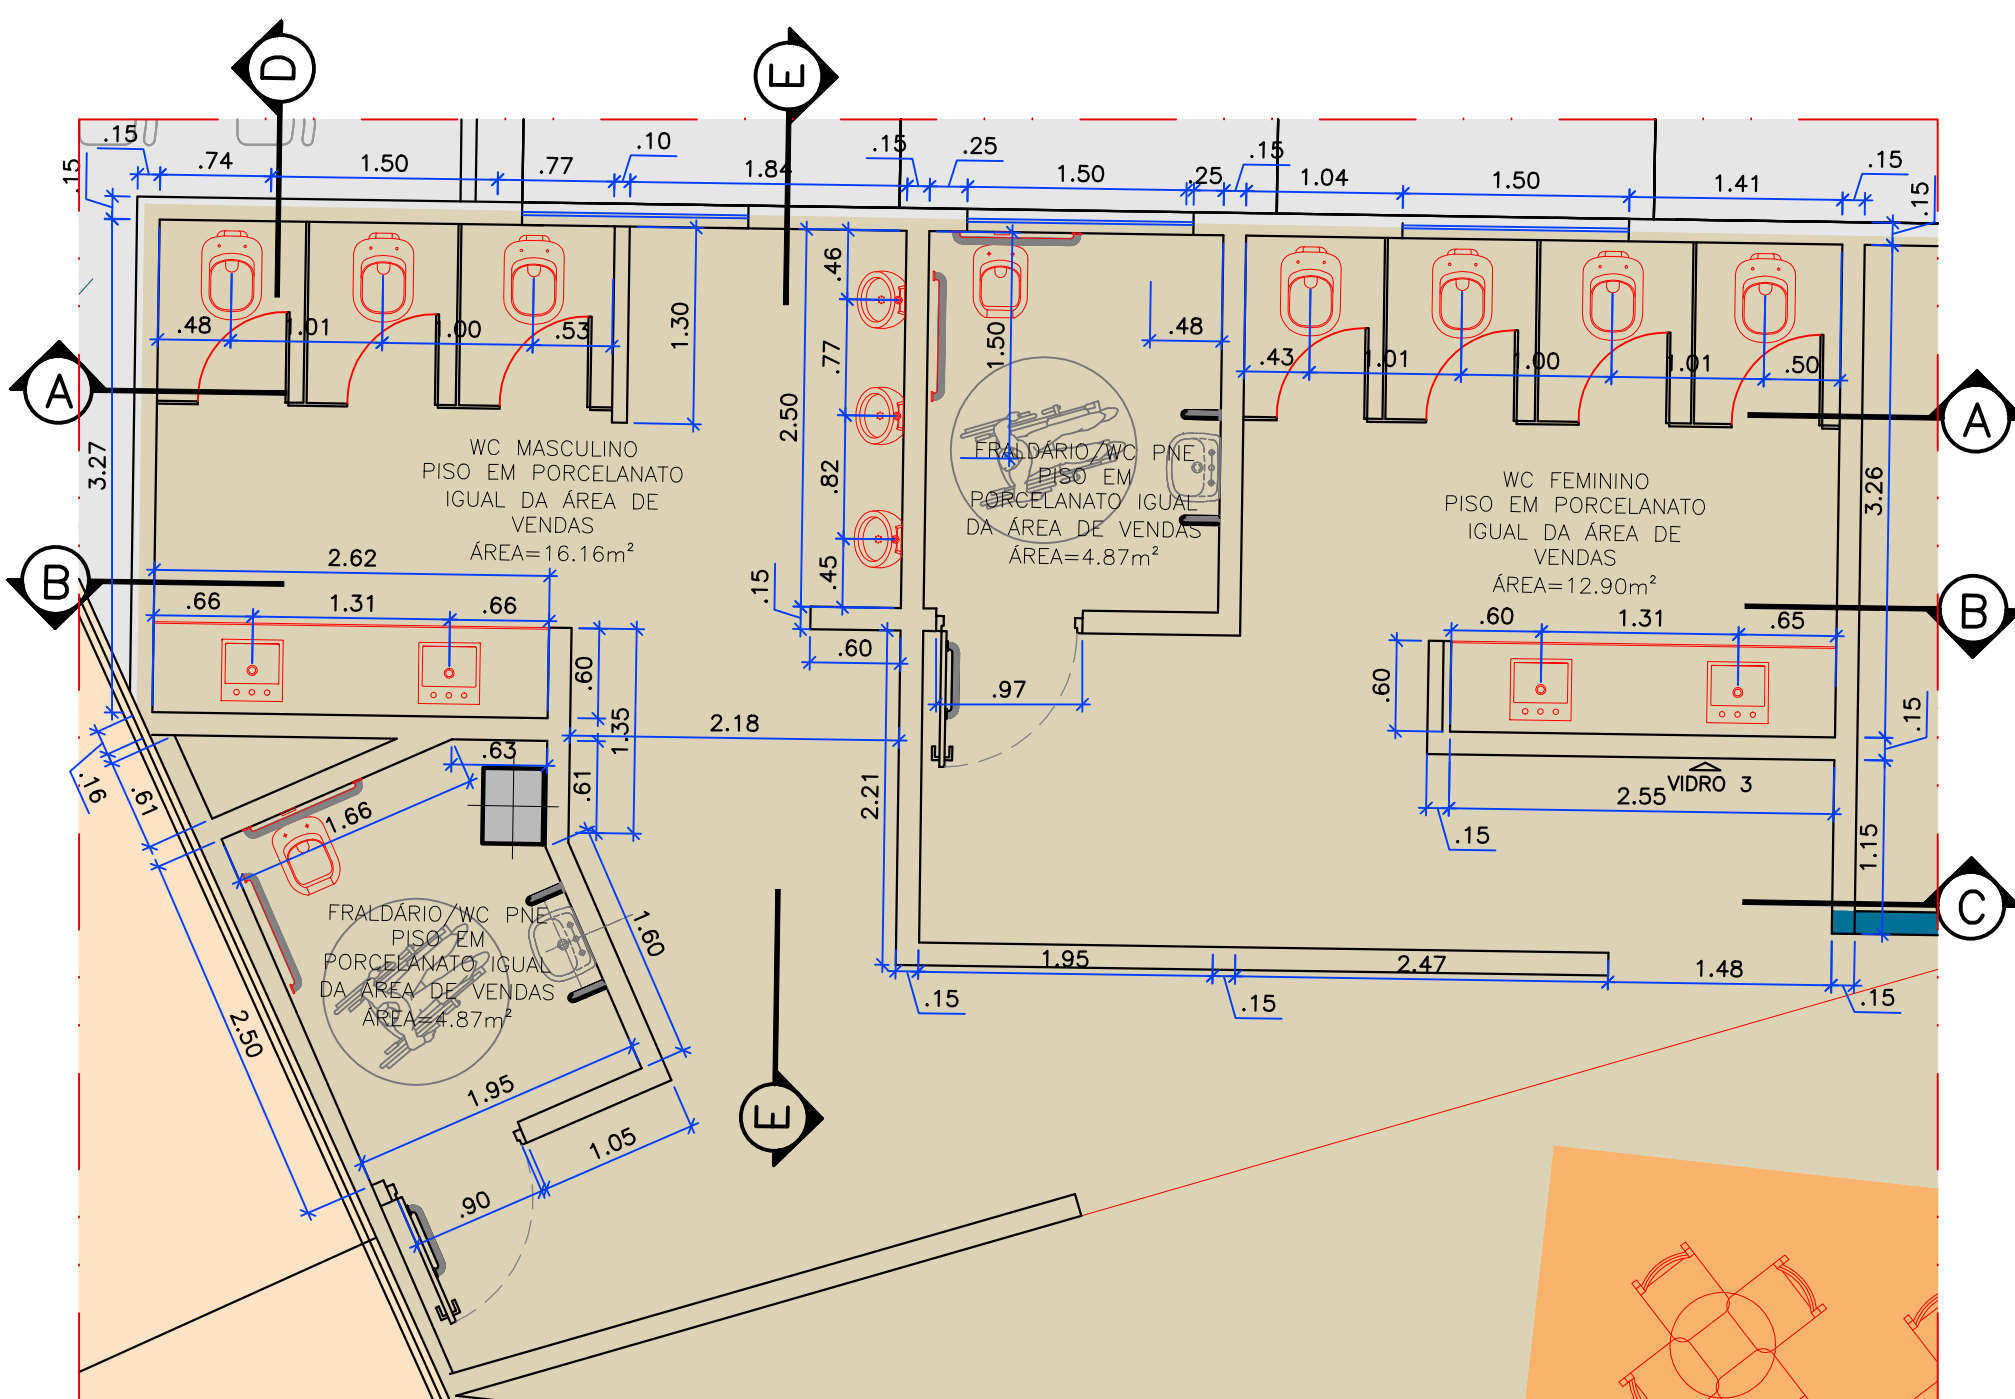 D
E
.15
.74
1.50
.77
.10
1.84
.15
.25
1.50
.25
.15
1.04
1.50
1.41
.15
.15
.15
.48
1.01
1.00
.53
1.30
2.50
.46
.77
.82
.45
1.50
.48
.43
1.01
1.00
1.01
.50
A
A
3.27
WC MASCULINO
PISO EM PORCELANATO
IGUAL DA ÁREA DE
VENDAS
ÁREA=16.16m²
FRALDÁRIO/WC PNE
PISO EM
PORCELANATO IGUAL
DA ÁREA DE VENDAS
ÁREA=4.87m²
WC FEMININO
PISO EM PORCELANATO
IGUAL DA ÁREA DE
VENDAS
ÁREA=12.90m²
3.26
B
B
2.62
.66
1.31
.66
.15
.60
.60
1.35
.97
.60
1.31
.65
.60
.15
2.18
.63
.61
2.21
VIDRO 3
2.55
.15
1.15
.16
.61
1.66
C
FRALDÁRIO/WC PNE
PISO EM
PORCELANATO IGUAL
DA ÁREA DE VENDAS
ÁREA=4.87m²
1.60
2.50
1.95
2.47
1.48
.15
.15
.15
1.95
1.05
.90
E